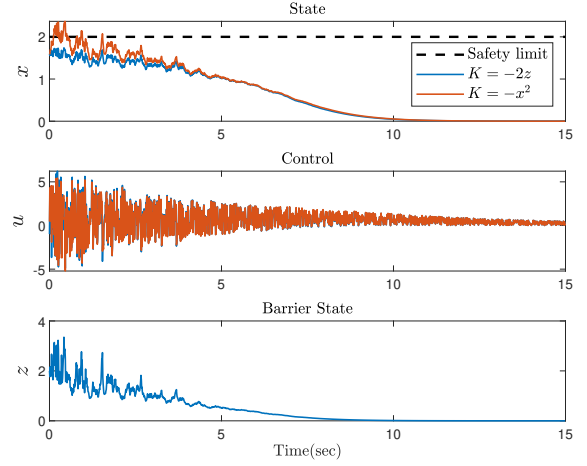 State
2
1
0
x
Safety limit
K = −2z
K = −x²
0
5
10
15
Control
5
0
-5
u
0
5
10
15
Barrier State
4
2
0
z
0
5
10
15
Time(sec)